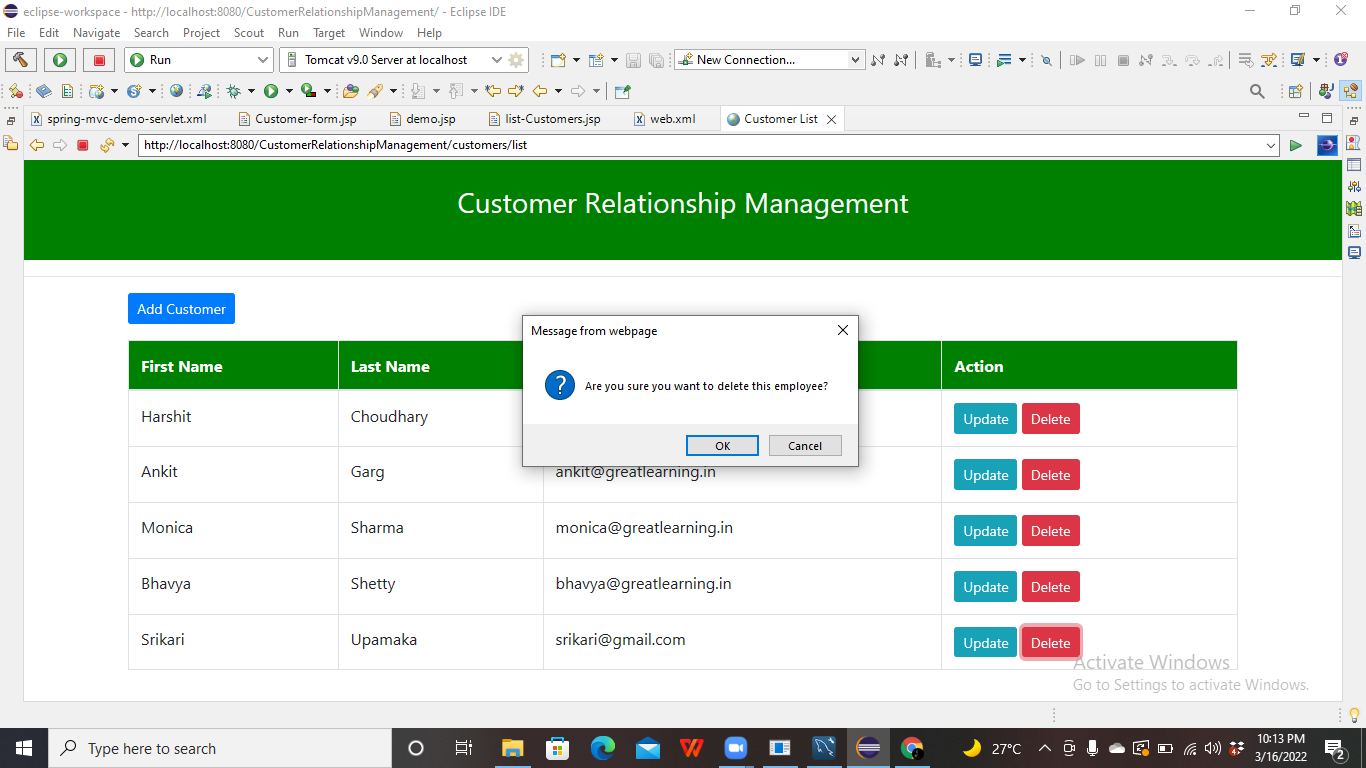 eclipse-workspace - http://localhost:8080/CustomerRelationshipManagement/ - Eclipse IDE
File Edit Navigate Search Project Scout Run Target Window Help
Run Tomcat v9.0 Server at localhost New Connection...
spring-mvc-demo-servlet.xml Customer-form.jsp demo.jsp list-Customers.jsp web.xml Customer List
http://localhost:8080/CustomerRelationshipManagement/customers/list
Customer Relationship Management
Add Customer
Message from webpage
Are you sure you want to delete this employee?
OK Cancel
First Name Last Name Action
Harshit Choudhary Update Delete
Ankit Garg ankit@greatlearning.in Update Delete
Monica Sharma monica@greatlearning.in Update Delete
Bhavya Shetty bhavya@greatlearning.in Update Delete
Srikari Upamaka srikari@gmail.com Update Delete
Activate Windows
Go to Settings to activate Windows.
Type here to search
27°C
10:13 PM
3/16/2022
2